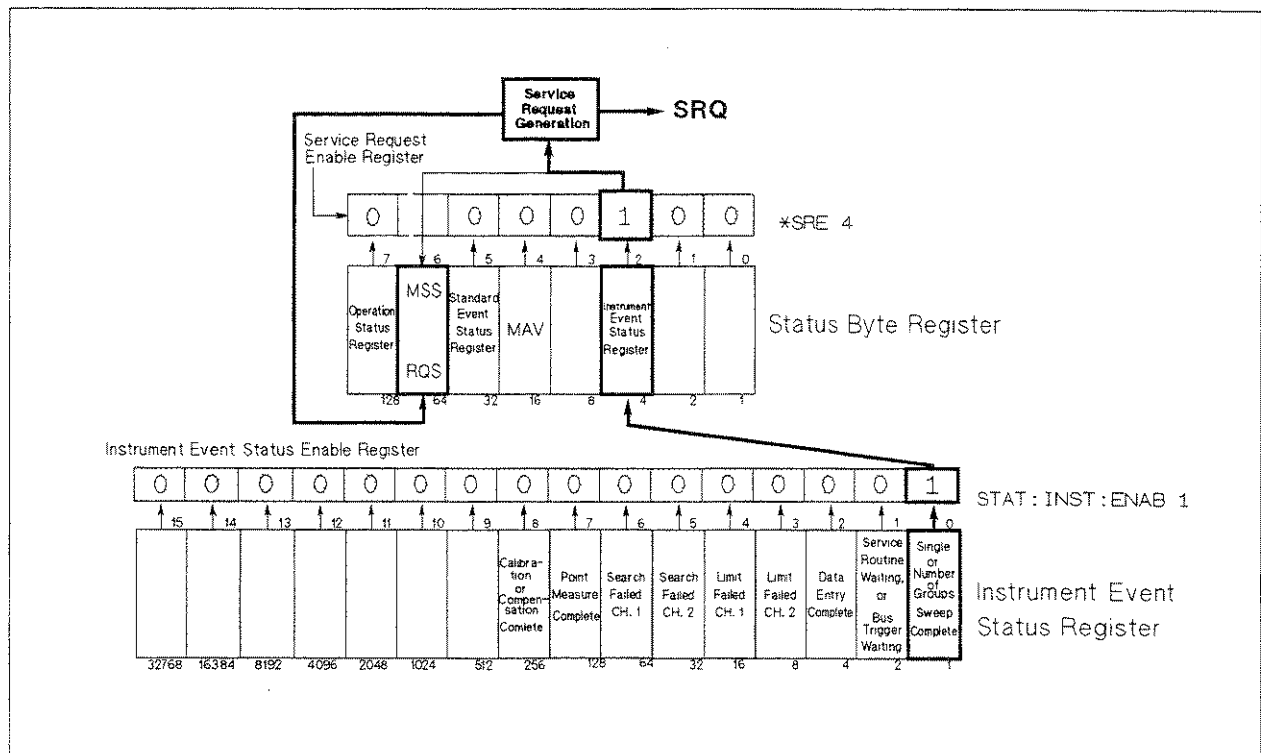 Service
Request
Generation
SRQ
Service Request
Enable Register
0 0 0 0 1 0 0
*SRE 4
7 6 5 4 3 2 1 0
Operation
Status
Register
MSS
RQS
Standard
Event
Status
Register
MAV
Instrument
Event
Status
Register
Status Byte Register
128 64 32 16 8 4 2 1
Instrument Event Status Enable Register
0 0 0 0 0 0 0 0 0 0 0 0 0 0 0 1
STAT:INST:ENAB 1
15 14 13 12 11 10 9 8 7 6 5 4 3 2 1 0
Calibra-
tion
or
Compen-
sation
Comlete
Point
Measure
Complete
Search
Failed
CH. 1
Search
Failed
CH. 2
Limit
Failed
CH. 1
Limit
Failed
CH. 2
Data
Entry
Complete
Service
Routine
Waiting,
or
Bus
Trigger
Waiting
Single
or
Number
of
Groups
Sweep
Complete
Instrument Event
Status Register
32768 16384 8192 4096 2048 1024 512 256 128 64 32 16 8 4 2 1